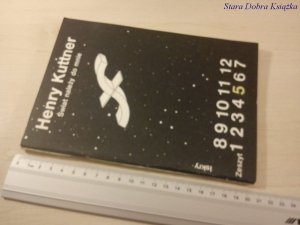 Stara Dobra Książka
Henry Kuttner
Świat należy do mnie
iskry
8 9 10 11 12
Zeszyt 1 2 3 4 5 6 7